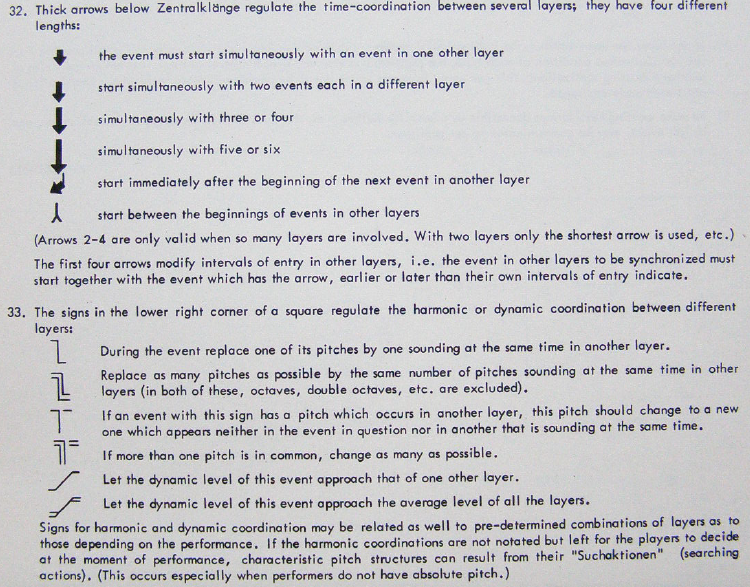 32. Thick arrows below Zentralklänge regulate the time-coordination between several layers; they have four different
lengths:
the event must start simultaneously with an event in one other layer
start simultaneously with two events each in a different layer
simultaneously with three or four
simultaneously with five or six
start immediately after the beginning of the next event in another layer
start between the beginnings of events in other layers
(Arrows 2-4 are only valid when so many layers are involved. With two layers only the shortest arrow is used, etc.)
The first four arrows modify intervals of entry in other layers, i.e. the event in other layers to be synchronized must
start together with the event which has the arrow, earlier or later than their own intervals of entry indicate.
33. The signs in the lower right corner of a square regulate the harmonic or dynamic coordination between different
layers:
During the event replace one of its pitches by one sounding at the same time in another layer.
Replace as many pitches as possible by the same number of pitches sounding at the same time in other
layers (in both of these, octaves, double octaves, etc. are excluded).
If an event with this sign has a pitch which occurs in another layer, this pitch should change to a new
one which appears neither in the event in question nor in another that is sounding at the same time.
If more than one pitch is in common, change as many as possible.
Let the dynamic level of this event approach that of one other layer.
Let the dynamic level of this event approach the average level of all the layers.
Signs for harmonic and dynamic coordination may be related as well to pre-determined combinations of layers as to
those depending on the performance. If the harmonic coordinations are not notated but left for the players to decide
at the moment of performance, characteristic pitch structures can result from their "Suchaktionen" (searching
actions). (This occurs especially when performers do not have absolute pitch.)